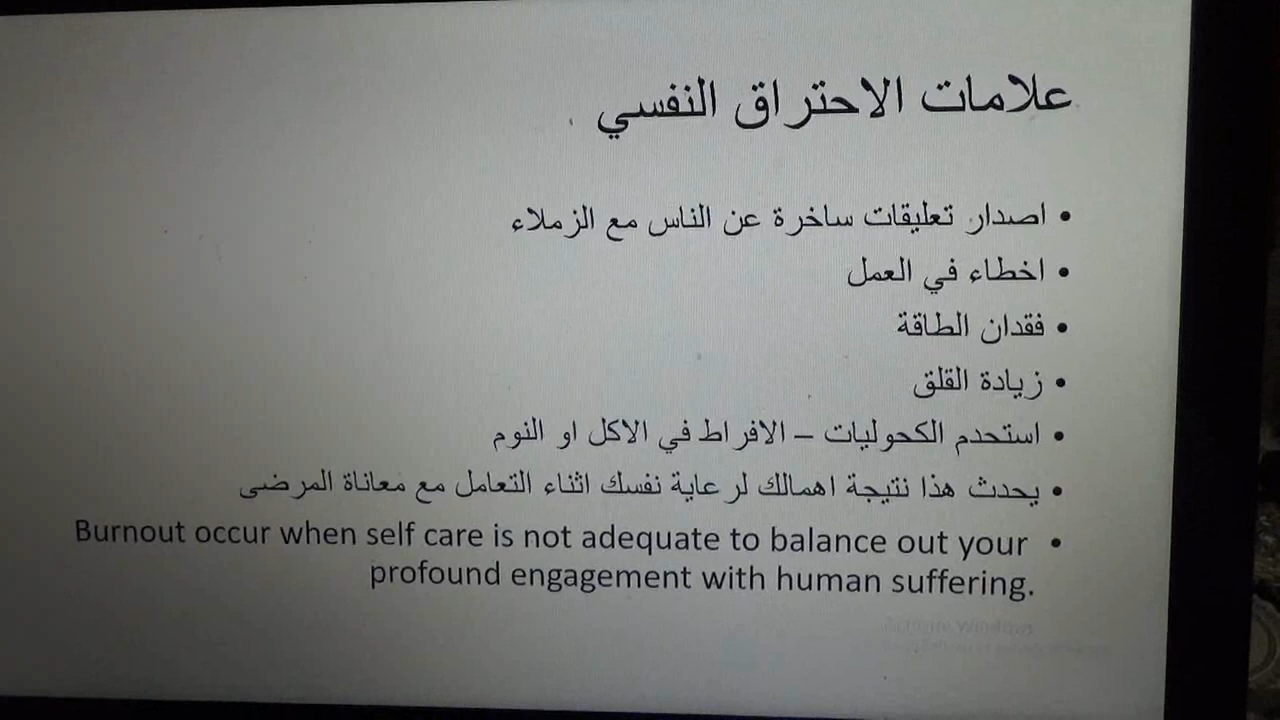 علامات الاحتراق النفسي
• اصدار تعليقات ساخرة عن الناس مع الزملاء
• اخطاء في العمل
• فقدان الطاقة
• زيادة القلق
• استحدم الكحوليات – الافراط في الاكل او النوم
• يحدث هذا نتيجة اهمالك لرعاية نفسك اثناء التعامل مع معاناة المرضى
• Burnout occur when self care is not adequate to balance out your
profound engagement with human suffering.